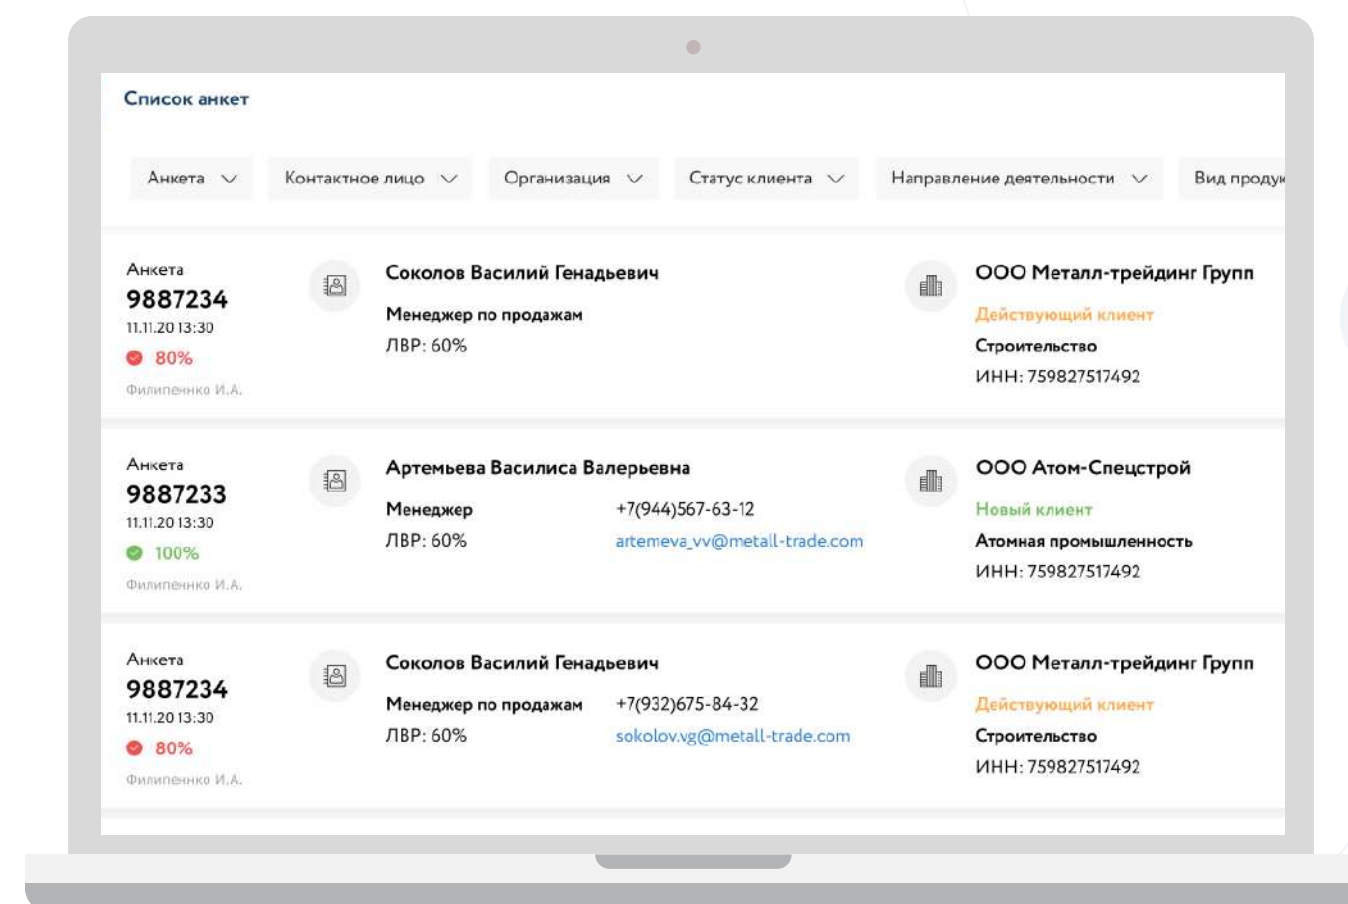 Список анкет
Анкета Контактное лицо Организация Статус клиента Направление деятельности Вид продук
Анкета
9887234
11.11.20 13:30
80%
Филипеннко И.А.
Соколов Василий Генадьевич
Менеджер по продажам
ЛВР: 60%
ООО Металл-трейдинг Групп
Действующий клиент
Строительство
ИНН: 759827517492
Анкета
9887233
11.11.20 13:30
100%
Филипеннко И.А.
Артемьева Василиса Валерьевна
Менеджер +7(944)567-63-12
ЛВР: 60% artemeva_vv@metall-trade.com
ООО Атом-Спецстрой
Новый клиент
Атомная промышленность
ИНН: 759827517492
Анкета
9887234
11.11.20 13:30
80%
Филипеннко И.А.
Соколов Василий Генадьевич
Менеджер по продажам +7(932)675-84-32
ЛВР: 60% sokolov.vg@metall-trade.com
ООО Металл-трейдинг Групп
Действующий клиент
Строительство
ИНН: 759827517492